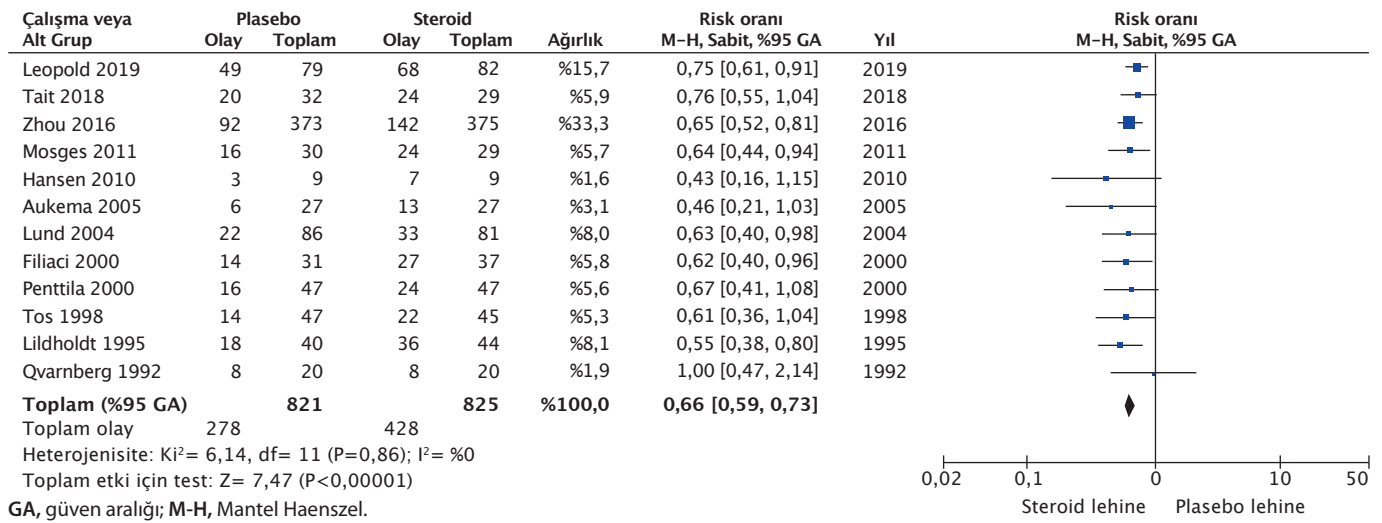 Çalışma veya Plasebo Steroid Risk oranı Risk oranı
Alt Grup Olay Toplam Olay Toplam Ağırlık M-H, Sabit, %95 GA Yıl M-H, Sabit, %95 GA
Leopold 2019 49 79 68 82 %15,7 0,75 [0,61, 0,91] 2019
Tait 2018 20 32 24 29 %5,9 0,76 [0,55, 1,04] 2018
Zhou 2016 92 373 142 375 %33,3 0,65 [0,52, 0,81] 2016
Mosges 2011 16 30 24 29 %5,7 0,64 [0,44, 0,94] 2011
Hansen 2010 3 9 7 9 %1,6 0,43 [0,16, 1,15] 2010
Aukema 2005 6 27 13 27 %3,1 0,46 [0,21, 1,03] 2005
Lund 2004 22 86 33 81 %8,0 0,63 [0,40, 0,98] 2004
Filiaci 2000 14 31 27 37 %5,8 0,62 [0,40, 0,96] 2000
Penttila 2000 16 47 24 47 %5,6 0,67 [0,41, 1,08] 2000
Tos 1998 14 47 22 45 %5,3 0,61 [0,36, 1,04] 1998
Lildholdt 1995 18 40 36 44 %8,1 0,55 [0,38, 0,80] 1995
Qvarnberg 1992 8 20 8 20 %1,9 1,00 [0,47, 2,14] 1992
Toplam (%95 GA) 821 825 %100,0 0,66 [0,59, 0,73]
Toplam olay 278 428
Heterojenisite: Ki²= 6,14, df= 11 (P=0,86); I²= %0
Toplam etki için test: Z= 7,47 (P<0,00001)
0,02 0,1 0 10 50
Steroid lehine Plasebo lehine
GA, güven aralığı; M-H, Mantel Haenszel.